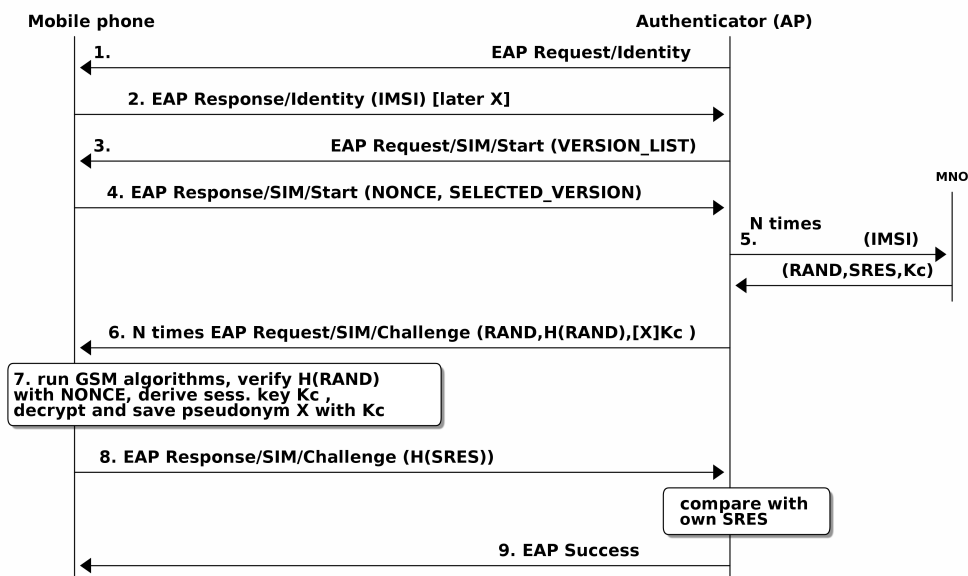 Mobile phone
Authenticator (AP)
1.
EAP Request/Identity
2. EAP Response/Identity (IMSI) [later X]
3.
EAP Request/SIM/Start (VERSION_LIST)
4. EAP Response/SIM/Start (NONCE, SELECTED_VERSION)
MNO
N times
5.
(IMSI)
(RAND,SRES,Kc)
6. N times EAP Request/SIM/Challenge (RAND,H(RAND),[X]Kc )
7. run GSM algorithms, verify H(RAND)
with NONCE, derive sess. key Kc ,
decrypt and save pseudonym X with Kc
8. EAP Response/SIM/Challenge (H(SRES))
compare with
own SRES
9. EAP Success